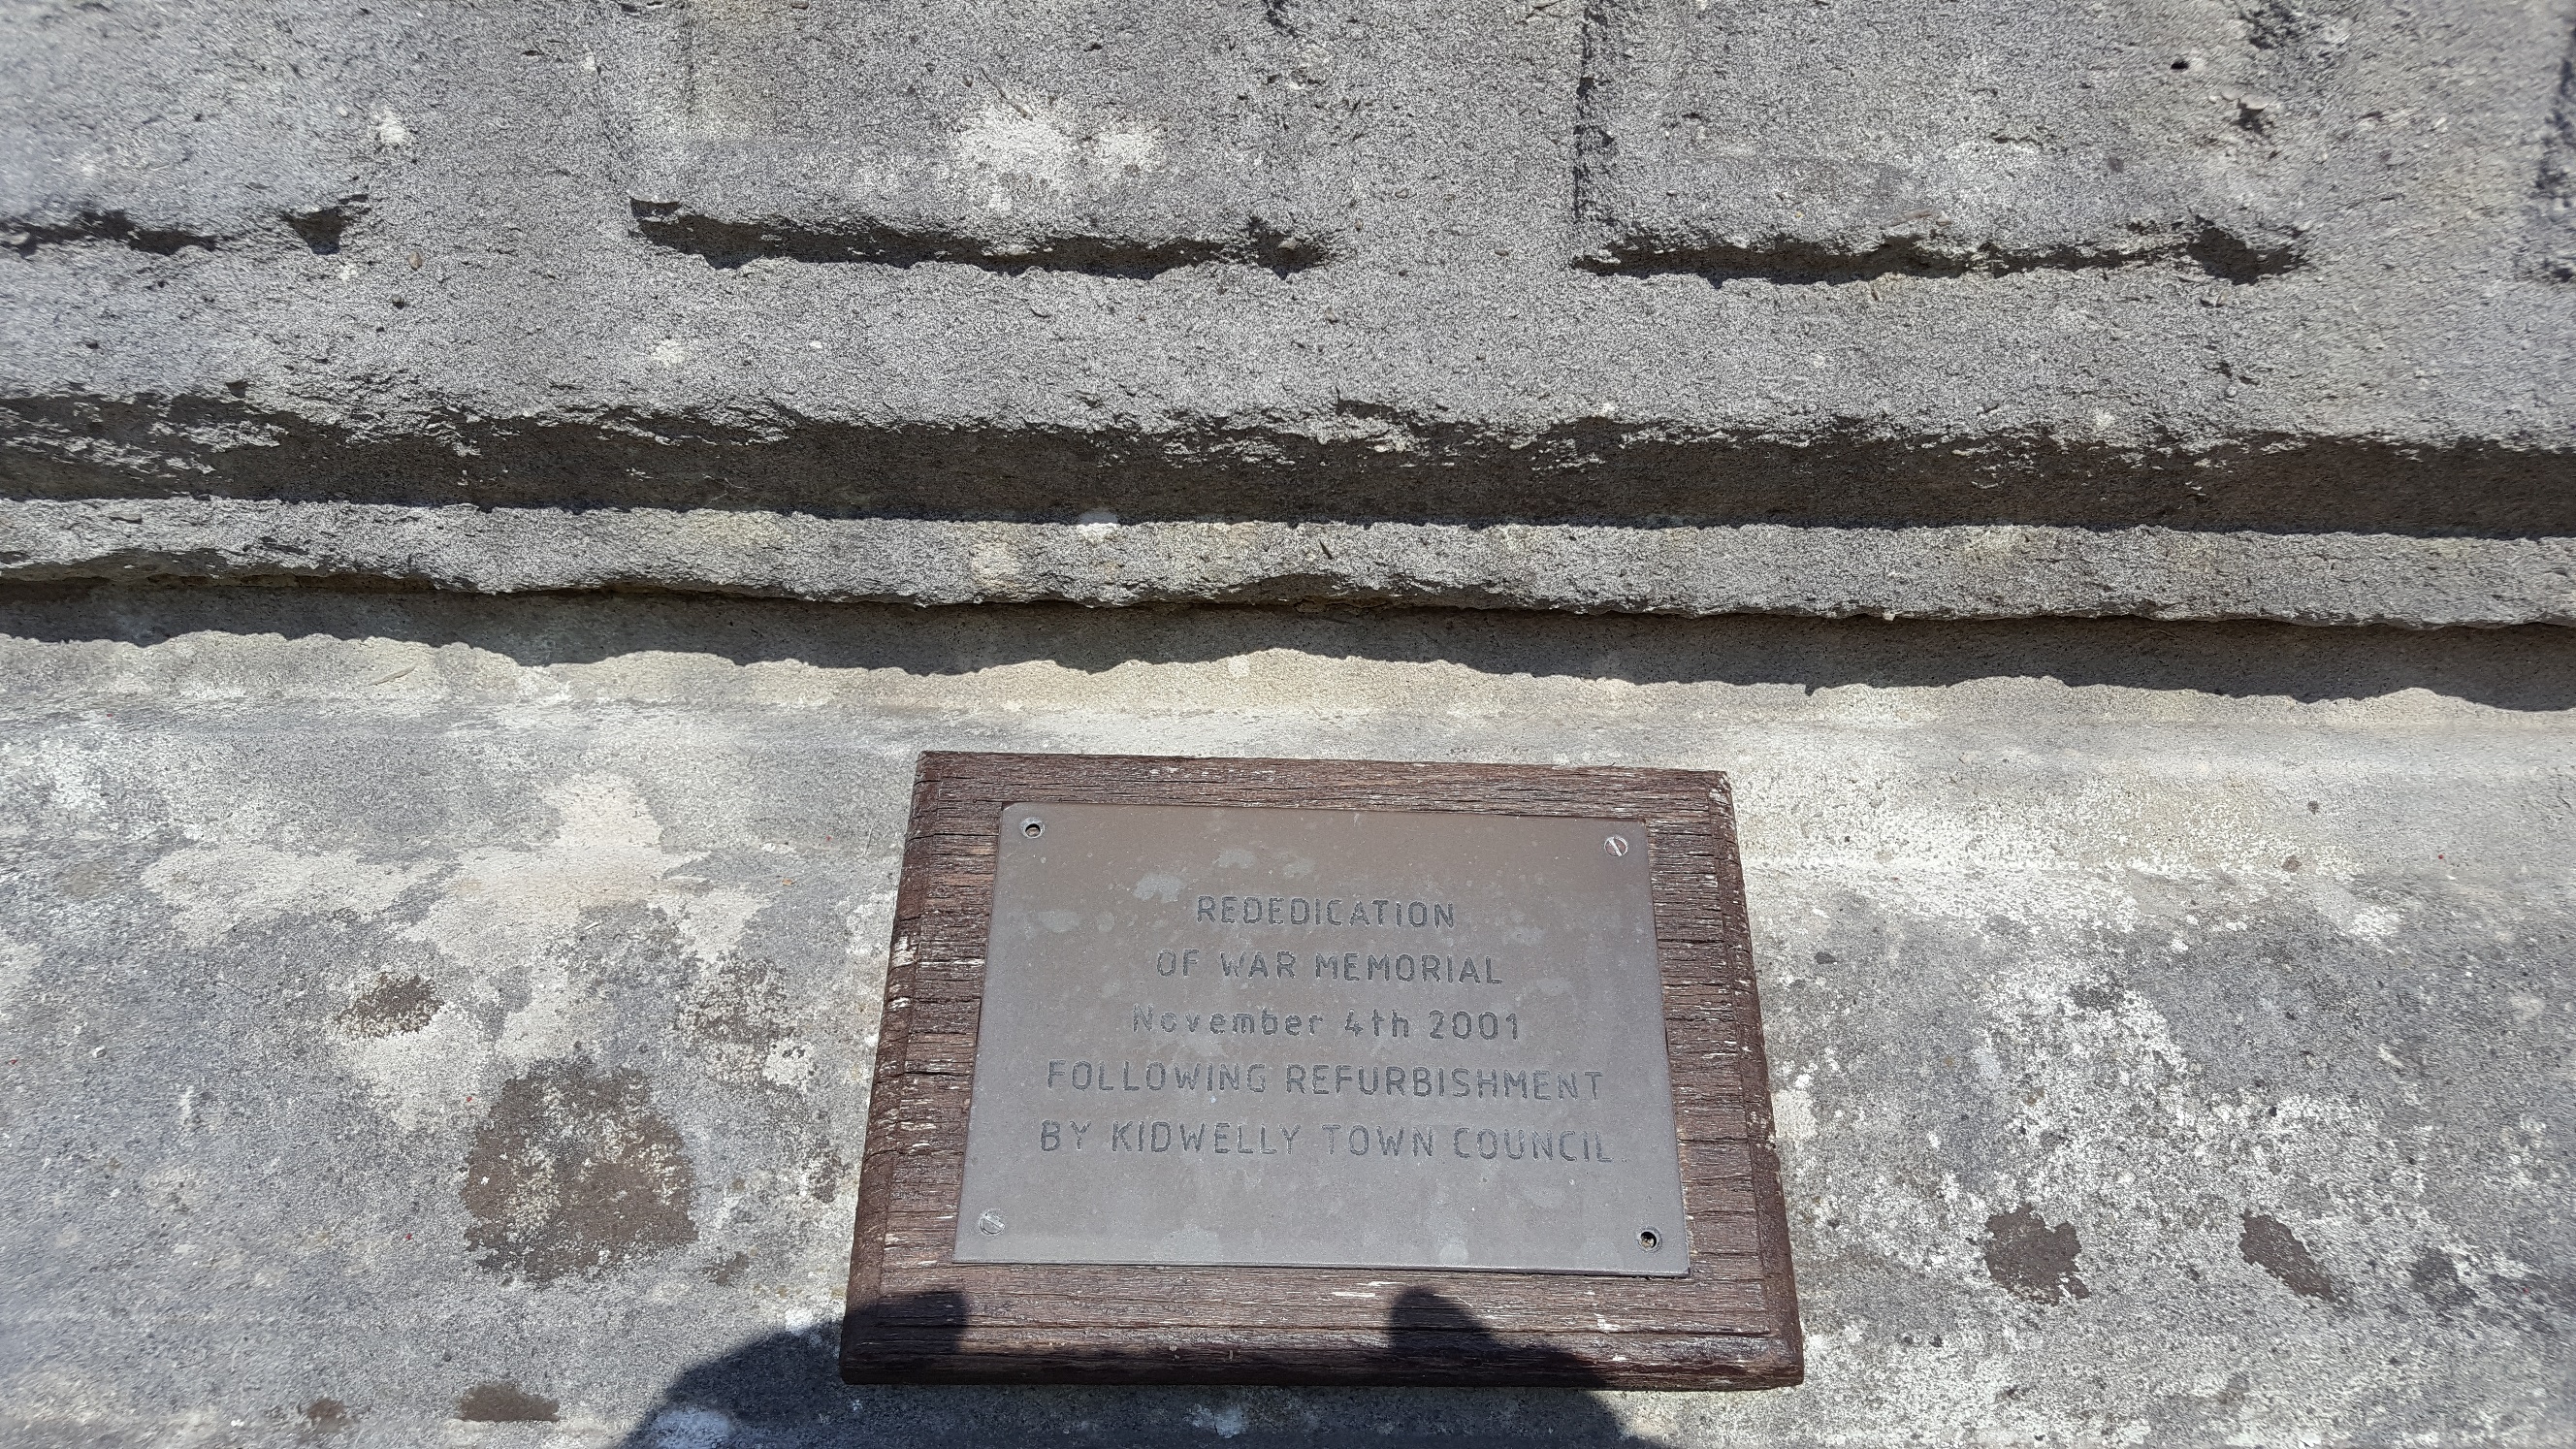 REDEDICATION
OF WAR MEMORIAL
November 4th 2001
FOLLOWING REFURBISHMENT
BY KIDWELLY TOWN COUNCIL.